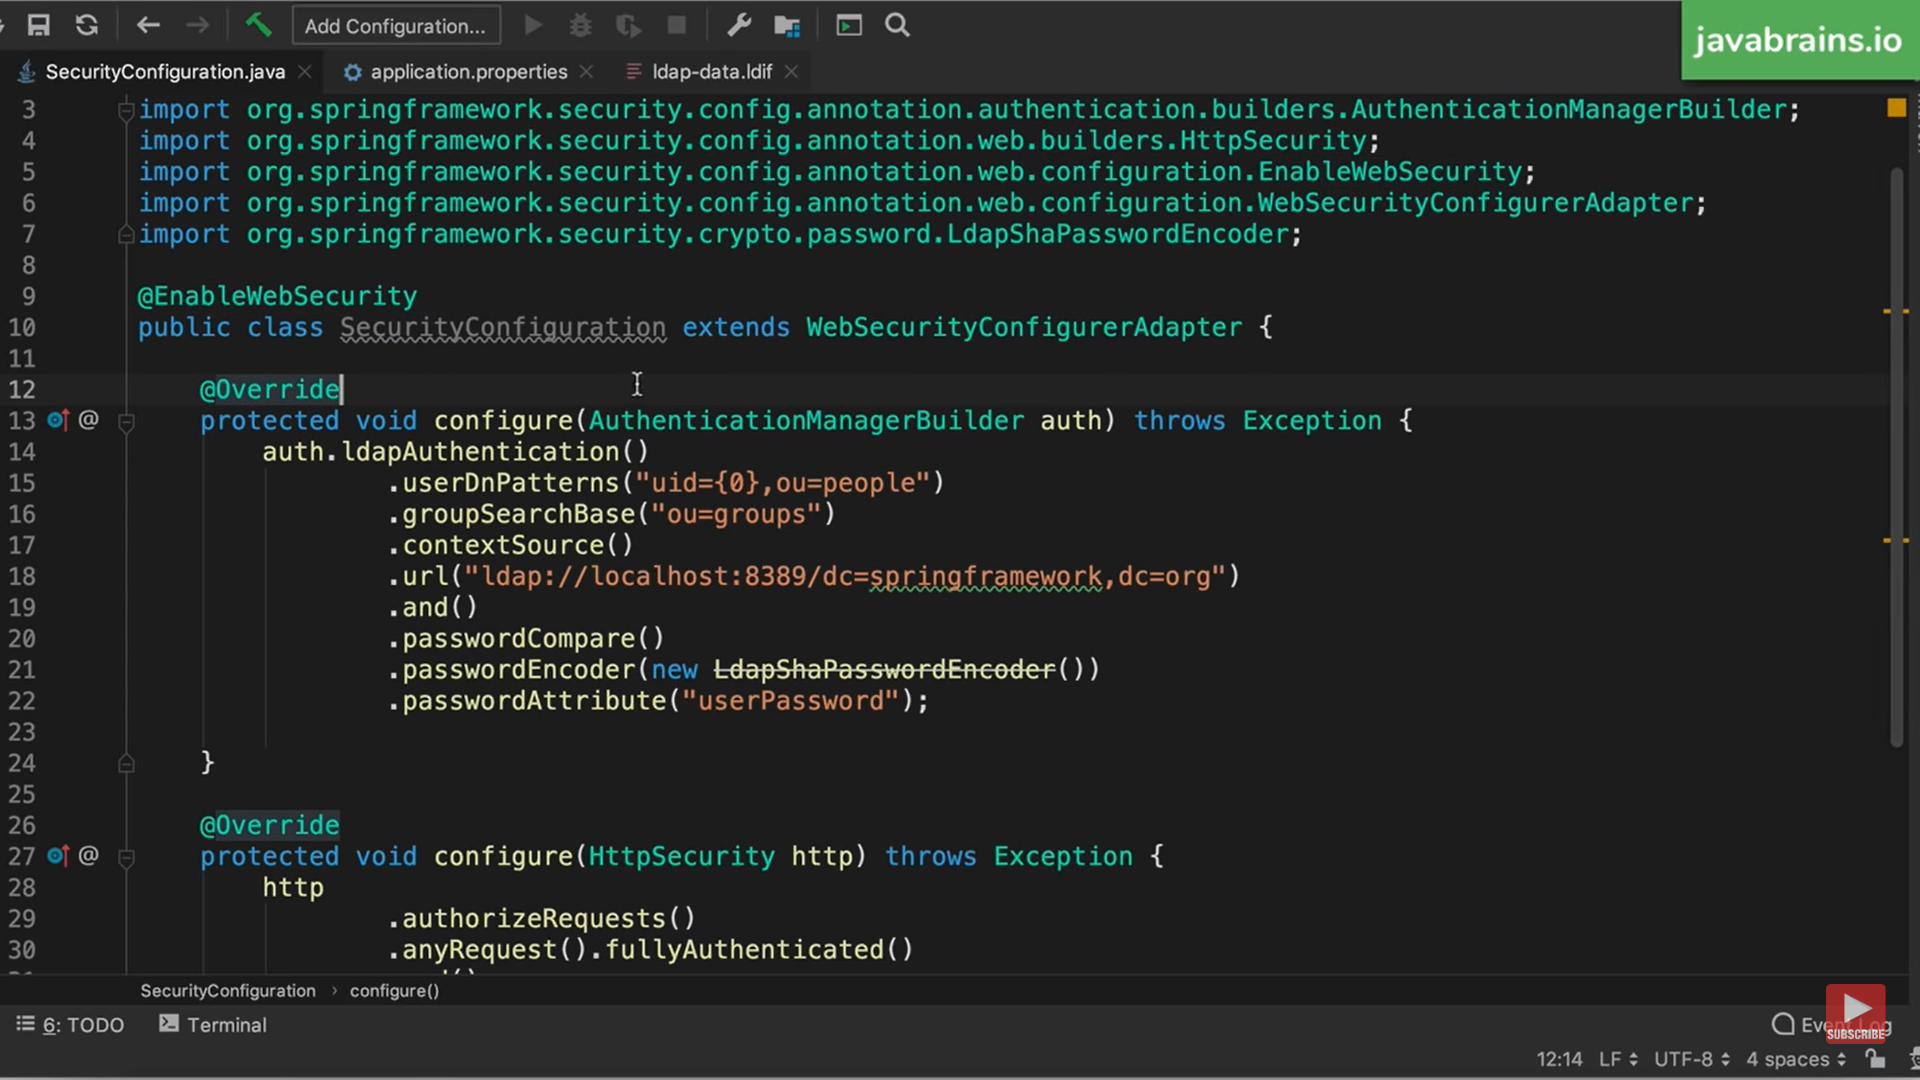 Add Configuration...
javabrains.io
SecurityConfiguration.java
application.properties
ldap-data.ldif
3 import org.springframework.security.config.annotation.authentication.builders.AuthenticationManagerBuilder;
4 import org.springframework.security.config.annotation.web.builders.HttpSecurity;
5 import org.springframework.security.config.annotation.web.configuration.EnableWebSecurity;
6 import org.springframework.security.config.annotation.web.configuration.WebSecurityConfigurerAdapter;
7 import org.springframework.security.crypto.password.LdapShaPasswordEncoder;
8
9 @EnableWebSecurity
10 public class SecurityConfiguration extends WebSecurityConfigurerAdapter {
11
12 @Override
13 @ protected void configure(AuthenticationManagerBuilder auth) throws Exception {
14 auth.ldapAuthentication()
15 .userDnPatterns("uid={0},ou=people")
16 .groupSearchBase("ou=groups")
17 .contextSource()
18 .url("ldap://localhost:8389/dc=springframework,dc=org")
19 .and()
20 .passwordCompare()
21 .passwordEncoder(new LdapShaPasswordEncoder())
22 .passwordAttribute("userPassword");
23
24 }
25
26 @Override
27 @ protected void configure(HttpSecurity http) throws Exception {
28 http
29 .authorizeRequests()
30 .anyRequest().fullyAuthenticated()
SecurityConfiguration › configure()
6: TODO
Terminal
SUBSCRIBE
12:14 LF UTF-8 4 spaces